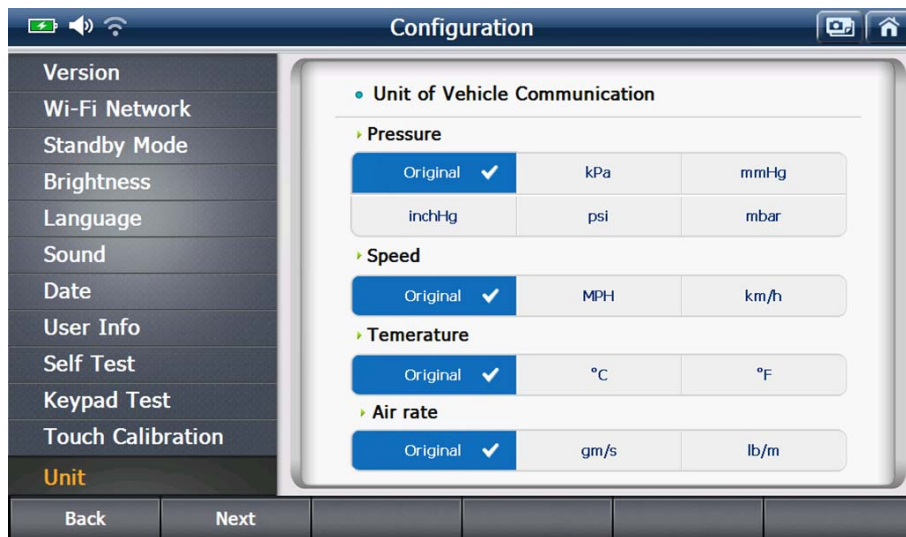 Configuration
Version
Wi-Fi Network
Standby Mode
Brightness
Language
Sound
Date
User Info
Self Test
Keypad Test
Touch Calibration
Unit
Unit of Vehicle Communication
Pressure
Original kPa mmHg
inchHg psi mbar
Speed
Original MPH km/h
Temerature
Original °C °F
Air rate
Original gm/s lb/m
Back Next